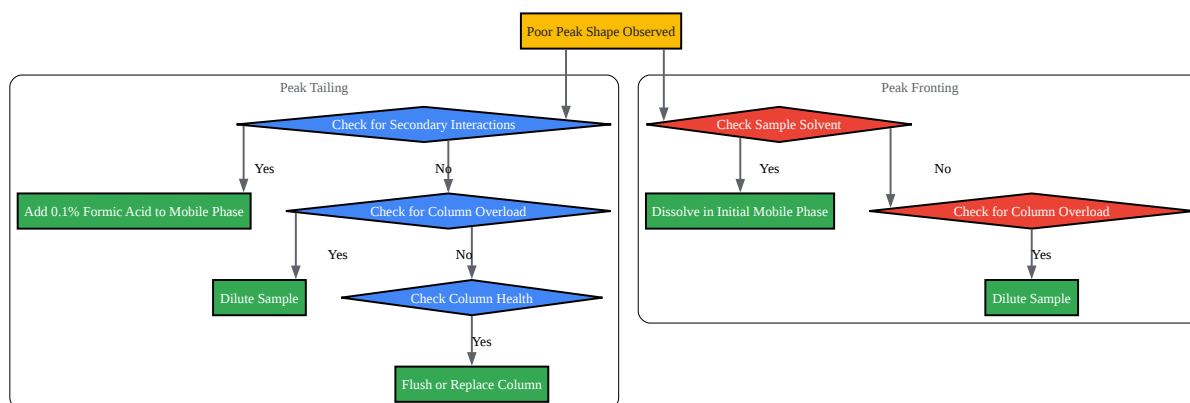 Poor Peak Shape Observed
Peak Tailing
Peak Fronting
Check for Secondary Interactions
Check Sample Solvent
Yes
No
Yes
No
Add 0.1% Formic Acid to Mobile Phase
Check for Column Overload
Dissolve in Initial Mobile Phase
Check for Column Overload
Yes
No
Yes
Dilute Sample
Check Column Health
Dilute Sample
Yes
Flush or Replace Column